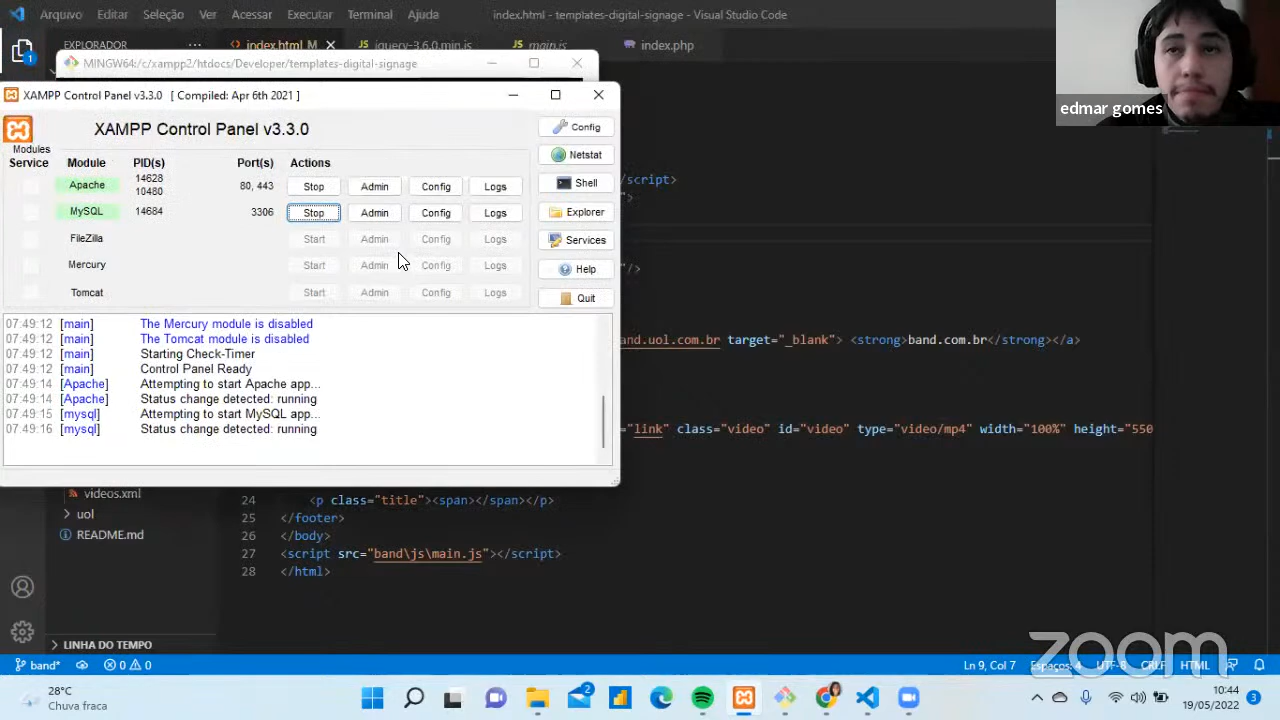 Arquivo Editar Seleção Ver Acessar Executar Terminal Ajuda index.html - templates-digital-signage - Visual Studio Code
EXPLORADOR ··· index.html M jquery-3.6.0.min.js main.js index.php
MINGW64:/c/xampp2/htdocs/Developer/templates-digital-signage
XAMPP Control Panel v3.3.0 [ Compiled: Apr 6th 2021 ]
edmar gomes
XAMPP Control Panel v3.3.0
Config
Modules
Service Module PID(s) Port(s) Actions
Netstat
Apache 14628 10480 80, 443 Stop Admin Config Logs
Shell
/script>
MySQL 14684 3306 Stop Admin Config Logs
Explorer
">
FileZilla Start Admin Config Logs
Services
Mercury Start Admin Config Logs
Help
"/>
Tomcat Start Admin Config Logs
Quit
07:49:12 [main] The Mercury module is disabled
07:49:12 [main] The Tomcat module is disabled
and.uol.com.br target="_blank"> <strong>band.com.br</strong></a>
07:49:12 [main] Starting Check-Timer
07:49:12 [main] Control Panel Ready
07:49:14 [Apache] Attempting to start Apache app...
07:49:14 [Apache] Status change detected: running
07:49:15 [mysql] Attempting to start MySQL app...
07:49:16 [mysql] Status change detected: running
="link" class="video" id="video" type="video/mp4" width="100%" height="550
videos.xml
24 <p class="title"><span></span></p>
uol
25 </footer>
README.md
26 </body>
27 <script src="band\js\main.js"></script>
28 </html>
LINHA DO TEMPO
zoom
band* 0 0 Ln 9, Col 7 Espaços: 4 UTF-8 CRLF HTML
28°C
Chuva fraca
2
10:44
19/05/2022
3